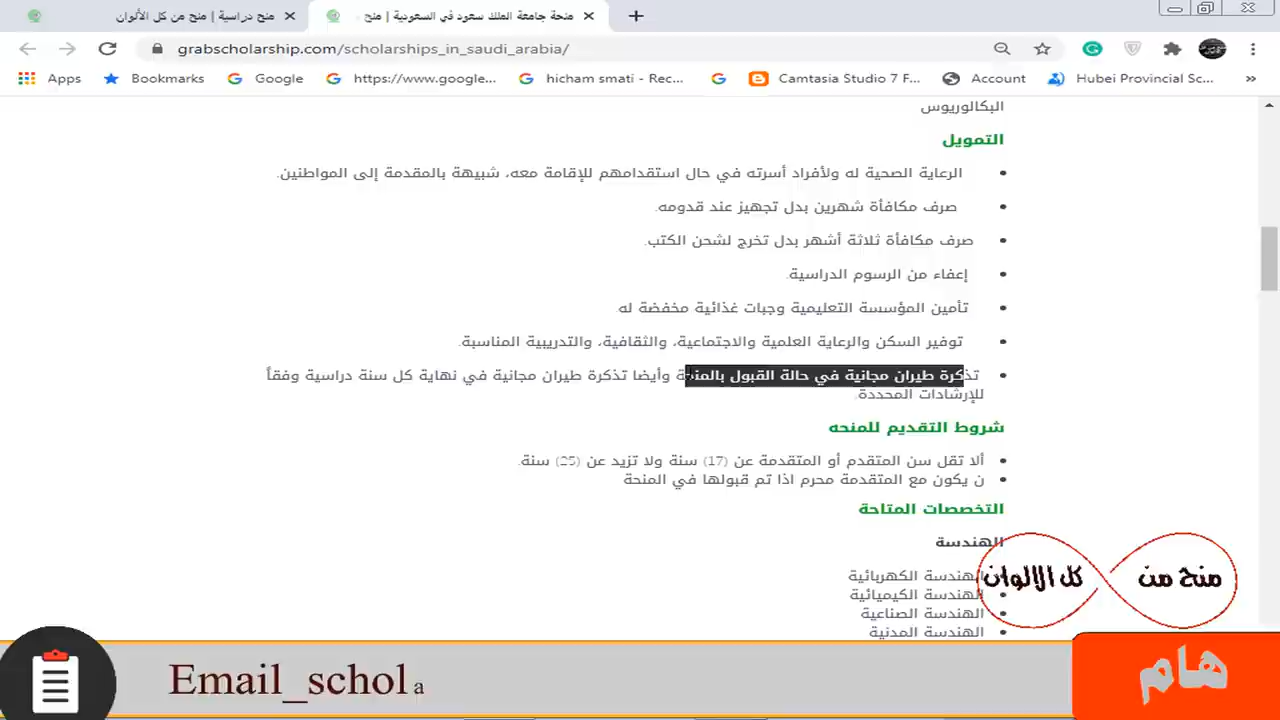 منح دراسية | منح من كل الألوان
منحة جامعة الملك سعود في السعودية | منح
grabscholarship.com/scholarships_in_saudi_arabia/
Apps
Bookmarks
Google
https://www.google...
hicham smati - Rec...
Camtasia Studio 7 F...
Account
Hubei Provincial Sc...
»
البكالوريوس
التمويل
الرعاية الصحية له ولأفراد أسرته في حال استقدامهم للإقامة معه، شبيهة بالمقدمة إلى المواطنين.
صرف مكافأة شهرين بدل تجهيز عند قدومه.
صرف مكافأة ثلاثة أشهر بدل تخرج لشحن الكتب.
إعفاء من الرسوم الدراسية.
تأمين المؤسسة التعليمية وجبات غذائية مخفضة له.
توفير السكن والرعاية العلمية والاجتماعية، والثقافية، والتدريبية المناسبة.
تذكرة طيران مجانية في حالة القبول بالمنحة وأيضا تذكرة طيران مجانية في نهاية كل سنة دراسية وفقاً
للإرشادات المحددة.
شروط التقديم للمنحه
ألا تقل سن المتقدم أو المتقدمة عن (17) سنة ولا تزيد عن (25) سنة.
ن يكون مع المتقدمة محرم اذا تم قبولها في المنحة
التخصصات المتاحة
الهندسة
الهندسة الكهربائية
الهندسة الكيميائية
الهندسة الصناعية
الهندسة المدنية
منح من كل الالوان
Email_schola
هام